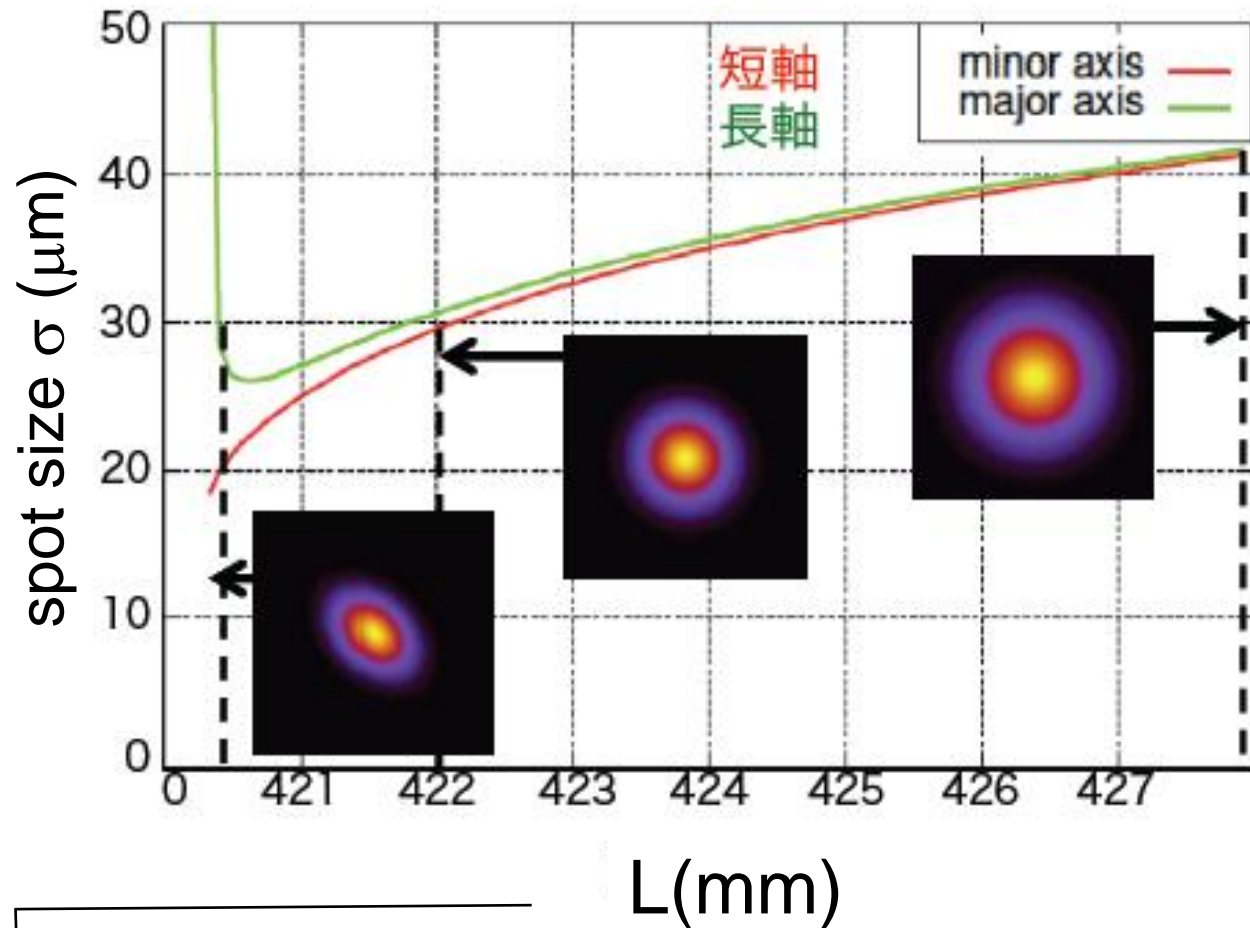 50
短軸
長軸
minor axis
major axis
40
30
20
10
0
spot size σ (μm)
0 421 422 423 424 425 426 427
L(mm)